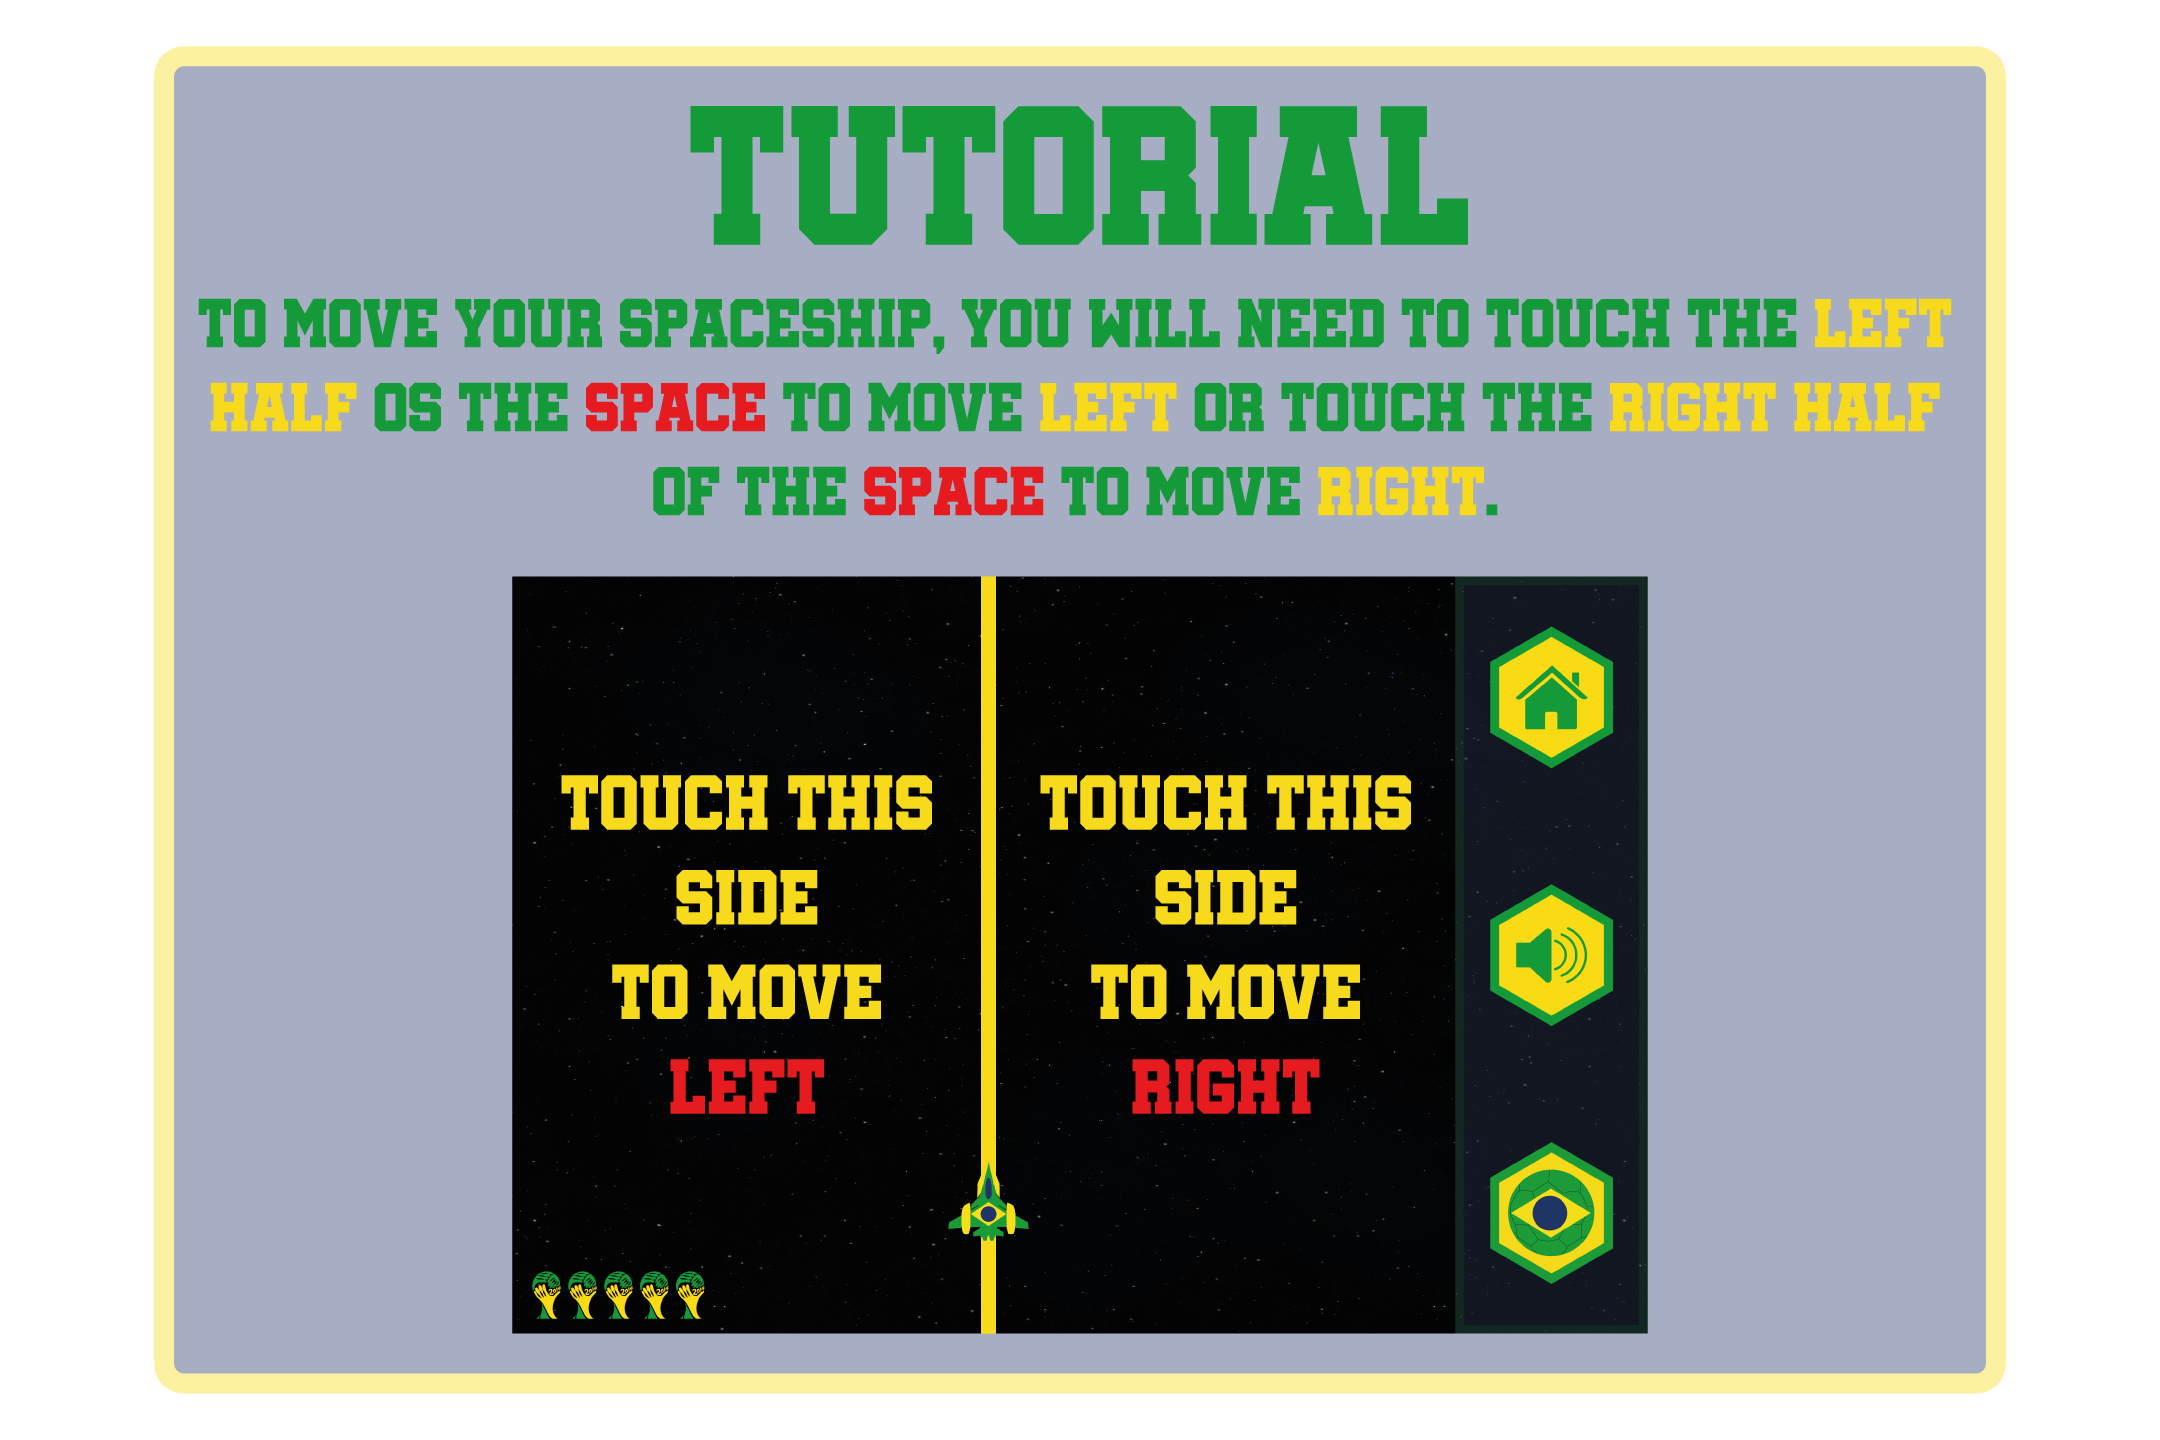 TUTORIAL
TO MOVE YOUR SPACESHIP, YOU WILL NEED TO TOUCH THE LEFT
HALF OS THE SPACE TO MOVE LEFT OR TOUCH THE RIGHT HALF
OF THE SPACE TO MOVE RIGHT.
TOUCH THIS
SIDE
TO MOVE
LEFT
TOUCH THIS
SIDE
TO MOVE
RIGHT